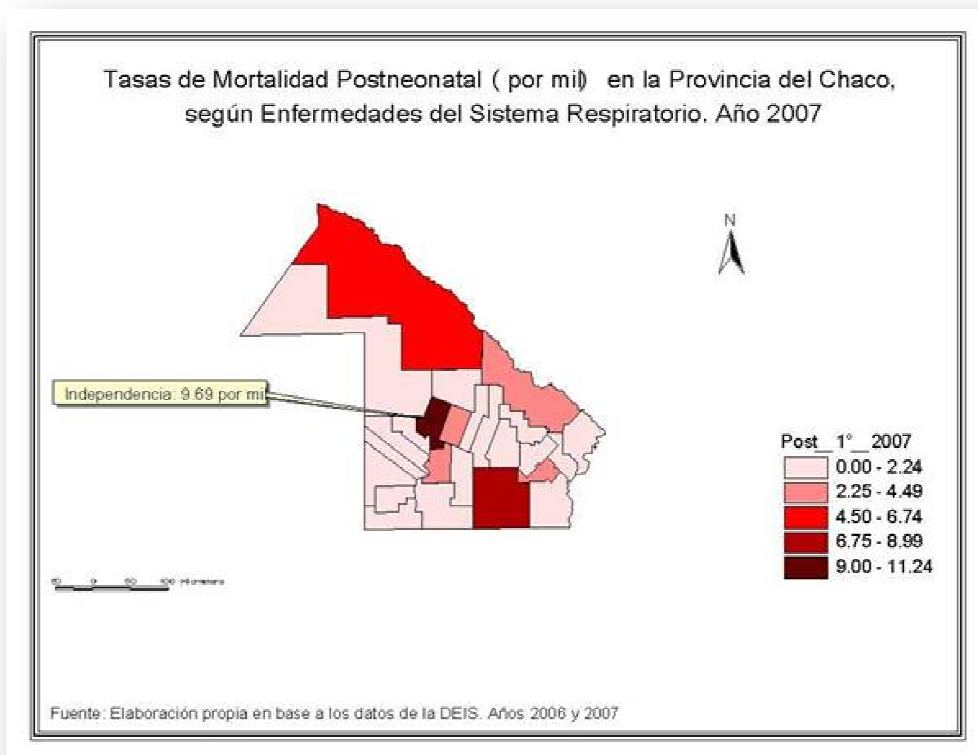 Tasas de Mortalidad Postneonatal ( por mil) en la Provincia del Chaco,
según Enfermedades del Sistema Respiratorio. Año 2007
N
Independencia: 9.69 por mil
Post_1°_2007
0.00 - 2.24
2.25 - 4.49
4.50 - 6.74
6.75 - 8.99
9.00 - 11.24
Fuente: Elaboración propia en base a los datos de la DEIS. Años 2006 y 2007